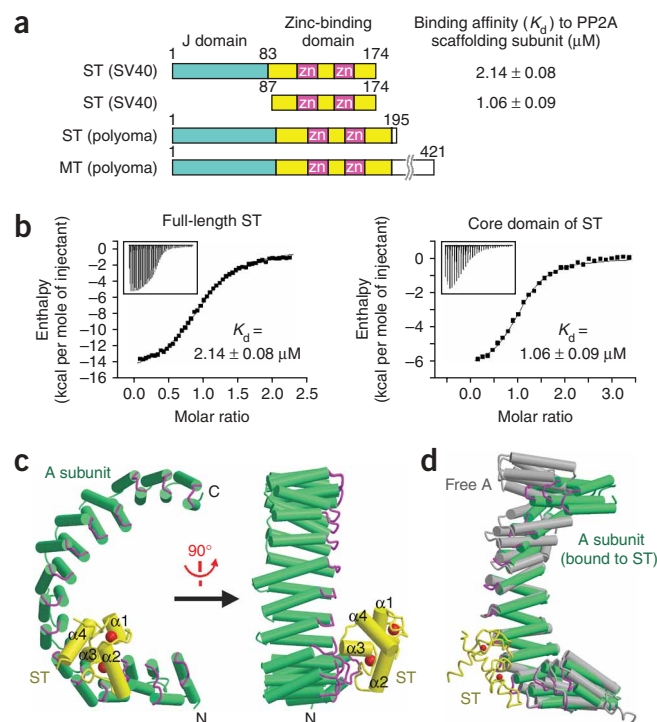 a
J domain
Zinc-binding
domain
Binding affinity (Kd) to PP2A
scaffolding subunit (μM)
1 83 174
ST (SV40) zn zn 2.14 ± 0.08
87 174
ST (SV40) zn zn 1.06 ± 0.09
1 195
ST (polyoma) zn zn
1 421
MT (polyoma) zn zn
b
Full-length ST
Enthalpy
(kcal per mole of injectant)
0
−2
−4
−6
−8
−10
−12
−14
−16
Kd =
2.14 ± 0.08 μM
0.0 0.5 1.0 1.5 2.0 2.5
Molar ratio
Core domain of ST
Enthalpy
(kcal per mole of injectant)
0
−2
−4
−6
Kd =
1.06 ± 0.09 μM
0.0 1.0 2.0 3.0
Molar ratio
c
A subunit
C
90°
α1
α4
α3 α2
ST
N
α1
α4
α3
α2
ST
N
d
Free A
A subunit
(bound to ST)
ST